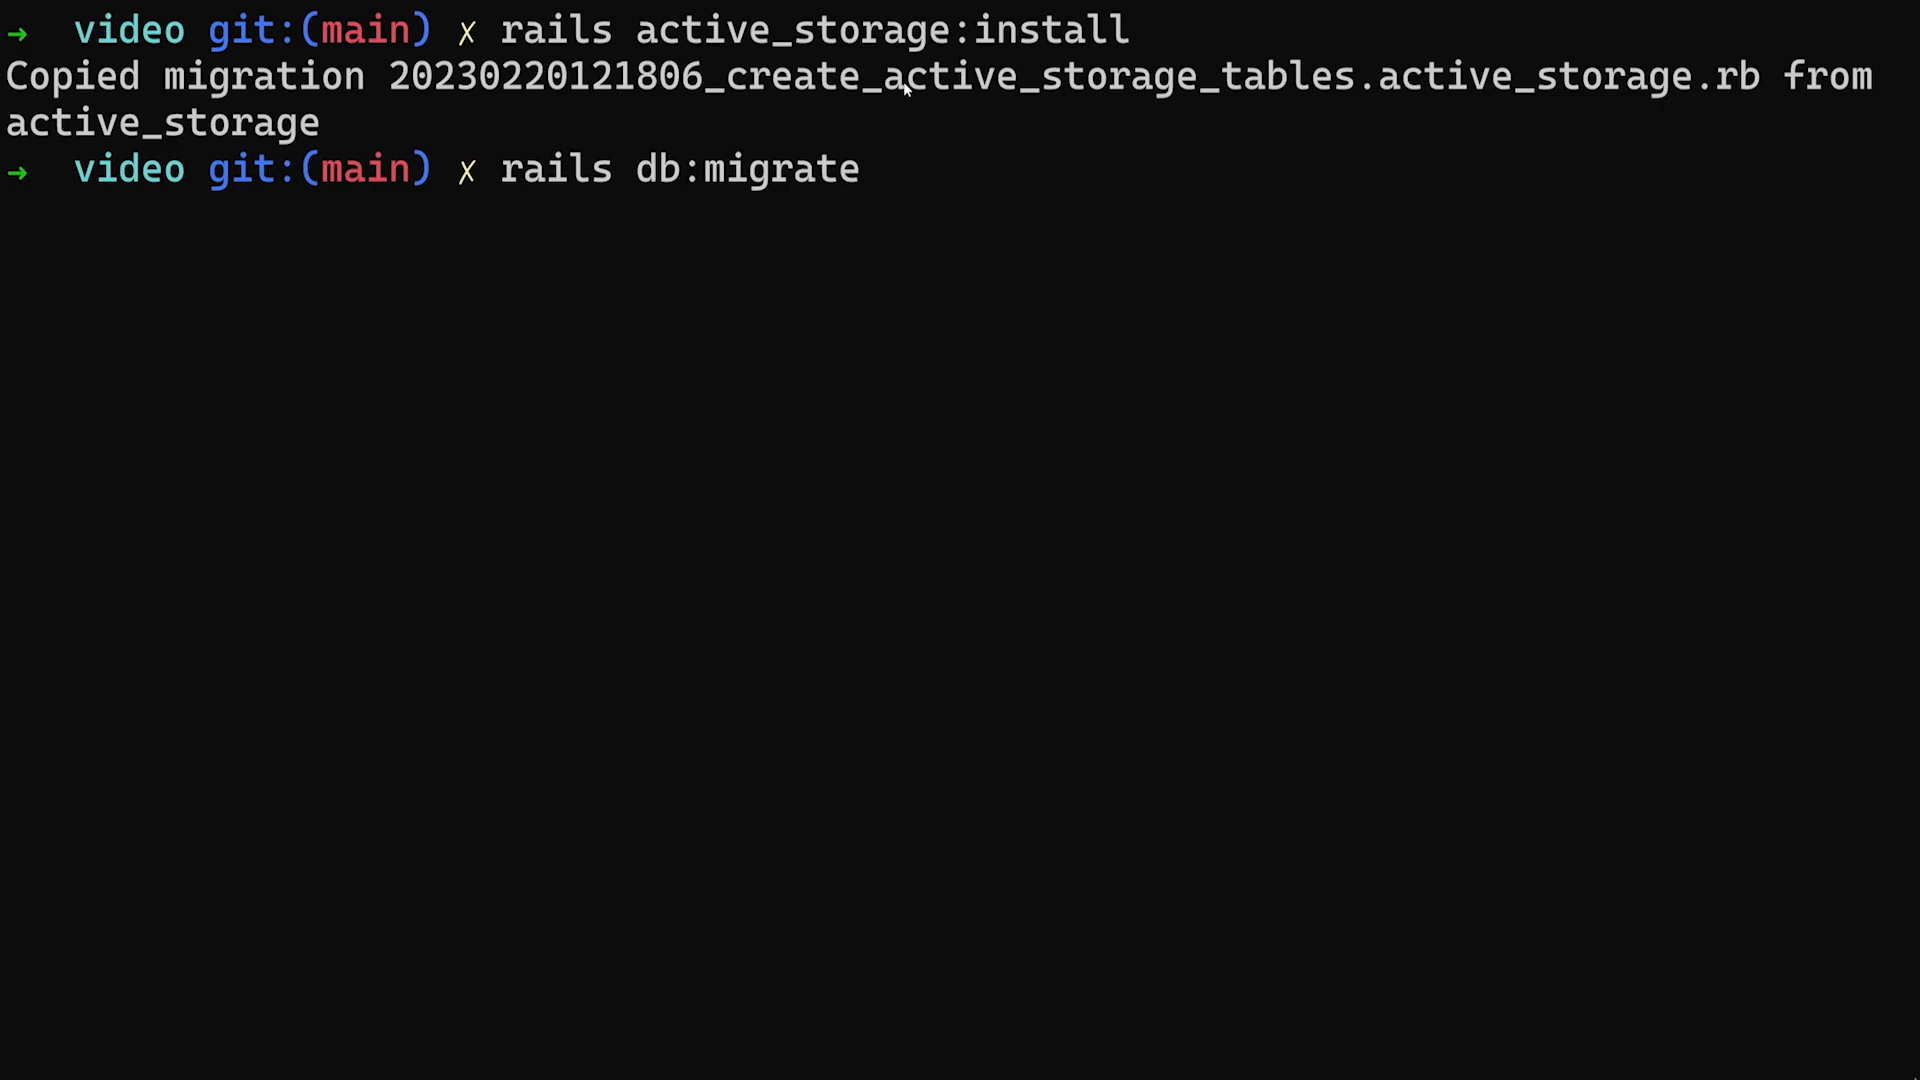 → video git:(main) ✗ rails active_storage:install
Copied migration 20230220121806_create_active_storage_tables.active_storage.rb from
active_storage
→ video git:(main) ✗ rails db:migrate